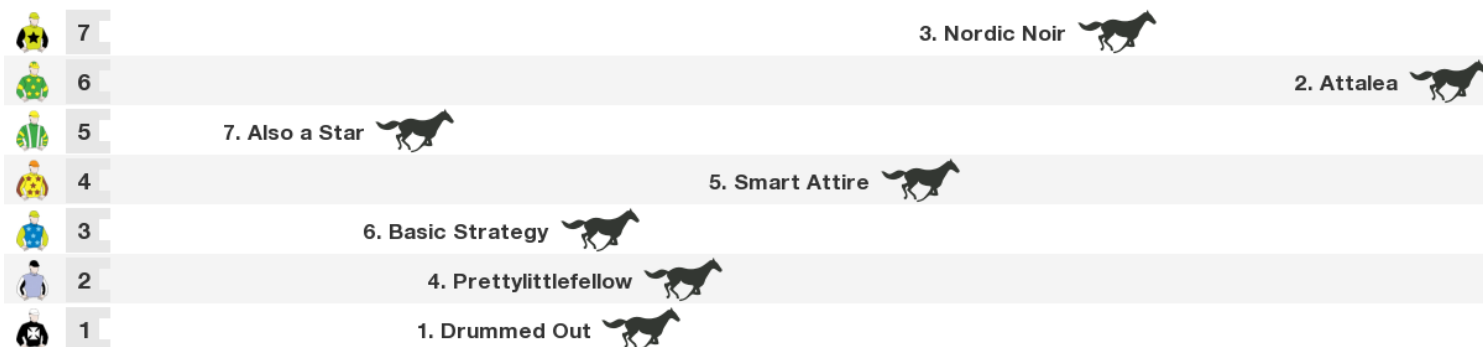 7 3. Nordic Noir
6 2. Attalea
5 7. Also a Star
4 5. Smart Attire
3 6. Basic Strategy
2 4. Prettylittlefellow
1 1. Drummed Out